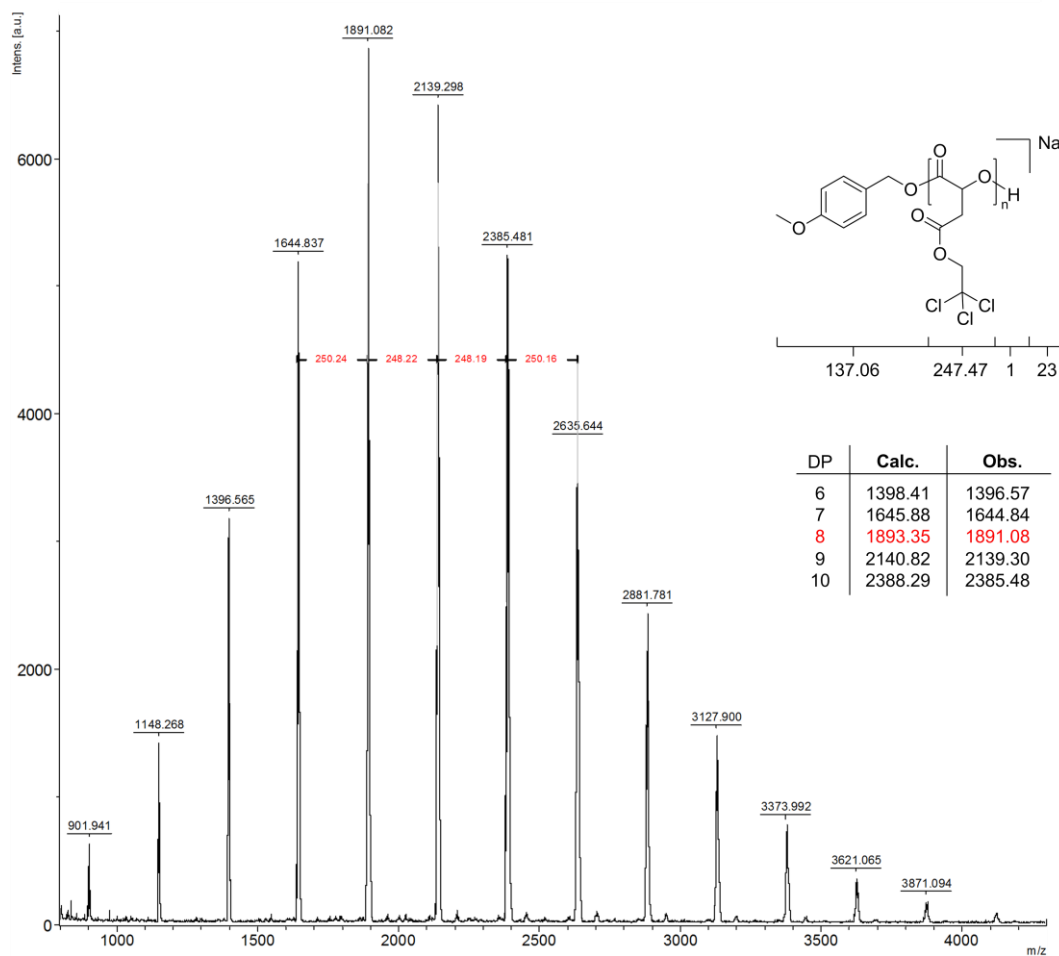 Intens. [a.u.]
6000
4000
2000
0
1000
1500
2000
2500
3000
3500
4000
m/z
901.941
1148.268
1396.565
1644.837
1891.082
2139.298
2385.481
2635.644
2881.781
3127.900
3373.992
3621.065
3871.094
250.24 248.22 248.19 250.16
Na
O
O
O
H
n
O
O
O
Cl Cl
Cl
137.06 247.47 1 23
DP Calc. Obs.
6 1398.41 1396.57
7 1645.88 1644.84
8 1893.35 1891.08
9 2140.82 2139.30
10 2388.29 2385.48